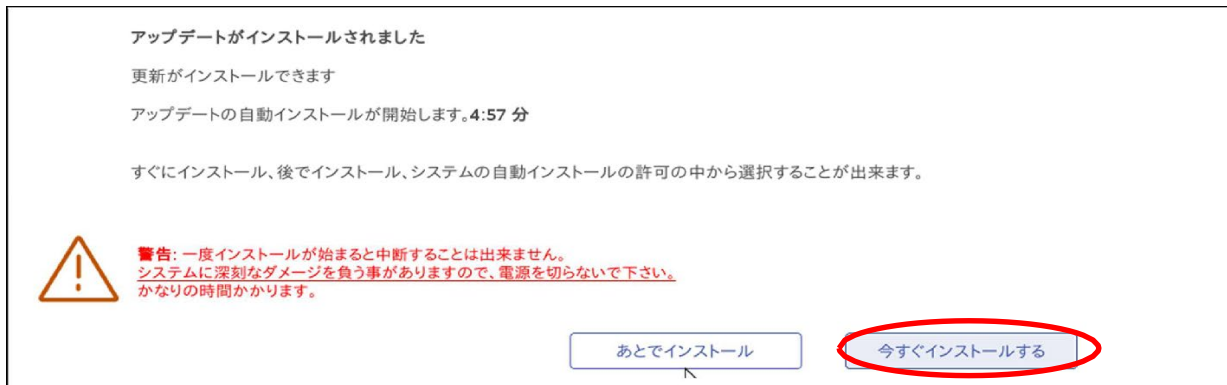 アップデートがインストールされました
更新がインストールできます
アップデートの自動インストールが開始します。4:57 分
すぐにインストール、後でインストール、システムの自動インストールの許可の中から選択することが出来ます。
警告: 一度インストールが始まると中断することは出来ません。
システムに深刻なダメージを負う事がありますので、電源を切らないで下さい。
かなりの時間かかります。
あとでインストール
今すぐインストールする